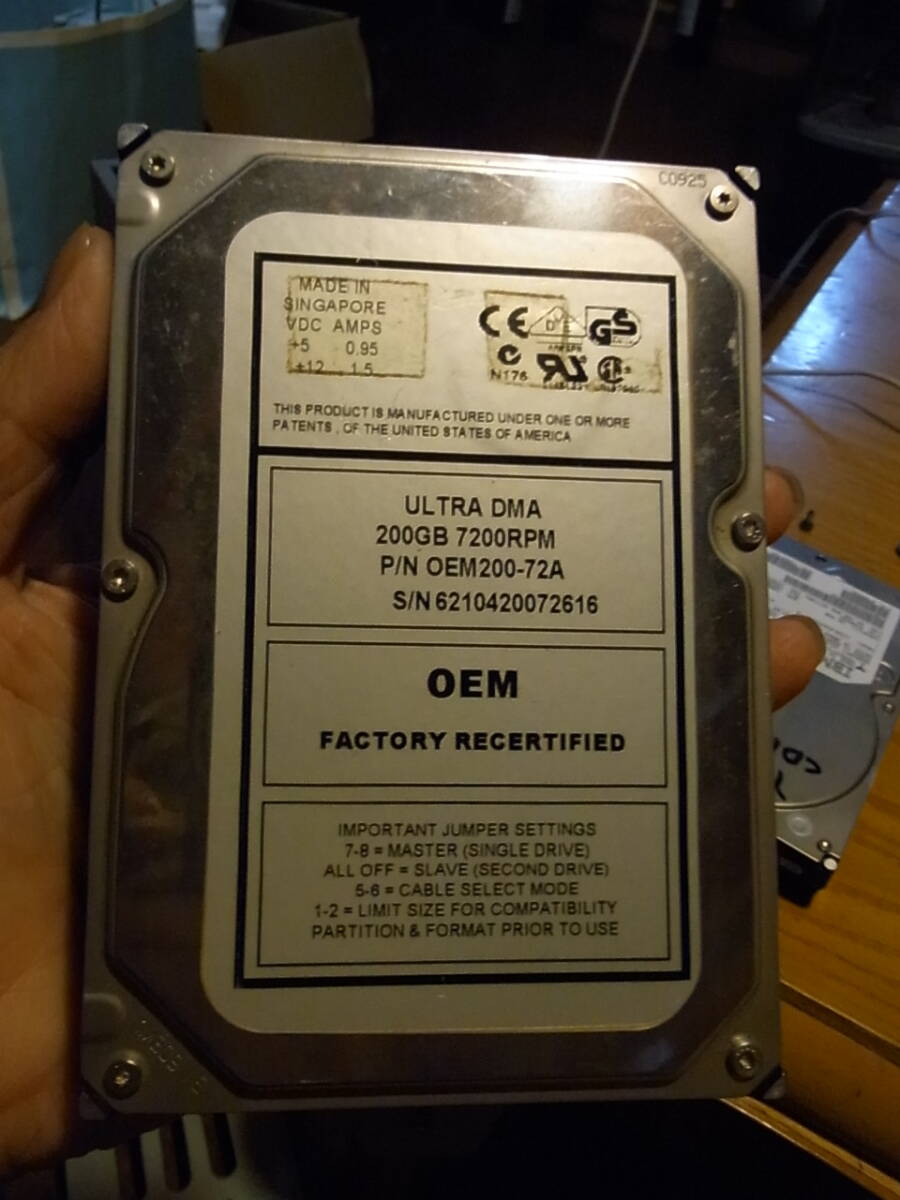 C0925
MADE IN
SINGAPORE
VDC AMPS
+5 0.95
+12 1.5
CE
D E
GS
N176
THIS PRODUCT IS MANUFACTURED UNDER ONE OR MORE
PATENTS . OF THE UNITED STATES OF AMERICA
ULTRA DMA
200GB 7200RPM
P/N OEM200-72A
S/N 6210420072616
OEM
FACTORY RECERTIFIED
IMPORTANT JUMPER SETTINGS
7-8 = MASTER (SINGLE DRIVE)
ALL OFF = SLAVE (SECOND DRIVE)
5-6 = CABLE SELECT MODE
1-2 = LIMIT SIZE FOR COMPATIBILITY
PARTITION & FORMAT PRIOR TO USE